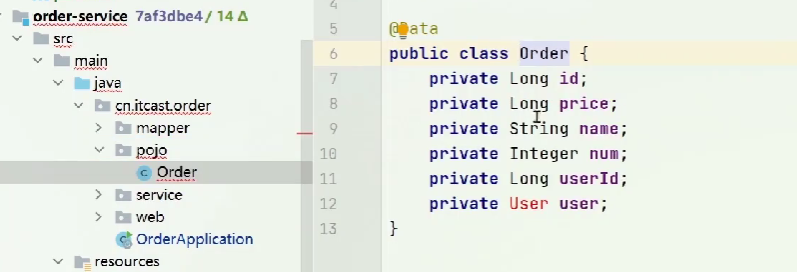 order-service 7af3dbe4 / 14 Δ
src
main
java
cn.itcast.order
mapper
pojo
Order
service
web
OrderApplication
resources
4
5 @Data
6 public class Order {
7 private Long id;
8 private Long price;
9 private String name;
10 private Integer num;
11 private Long userId;
12 private User user;
13 }